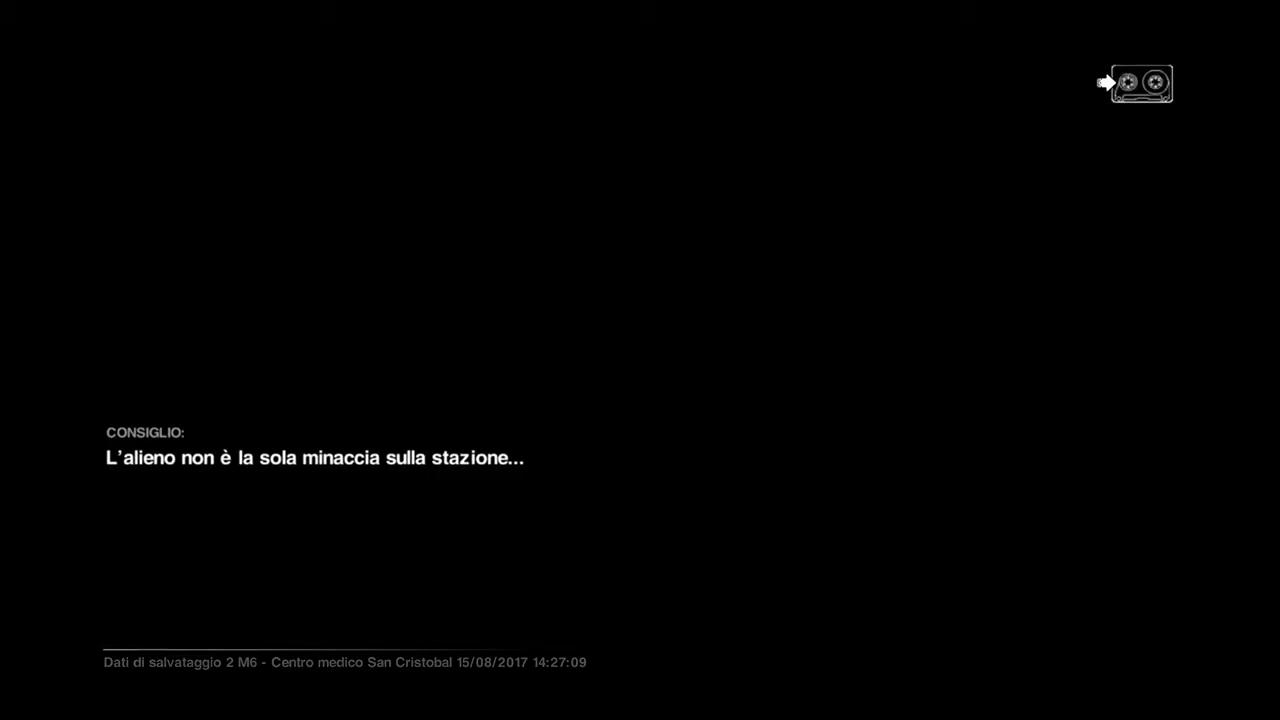 CONSIGLIO:
L’alieno non è la sola minaccia sulla stazione...
Dati di salvataggio 2 M6 - Centro medico San Cristobal 15/08/2017 14:27:09